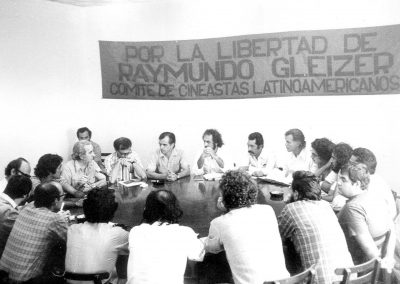 POR LA LIBERTAD DE
RAYMUNDO GLEIZER
COMITE DE CINEASTAS LATINOAMERICANOS